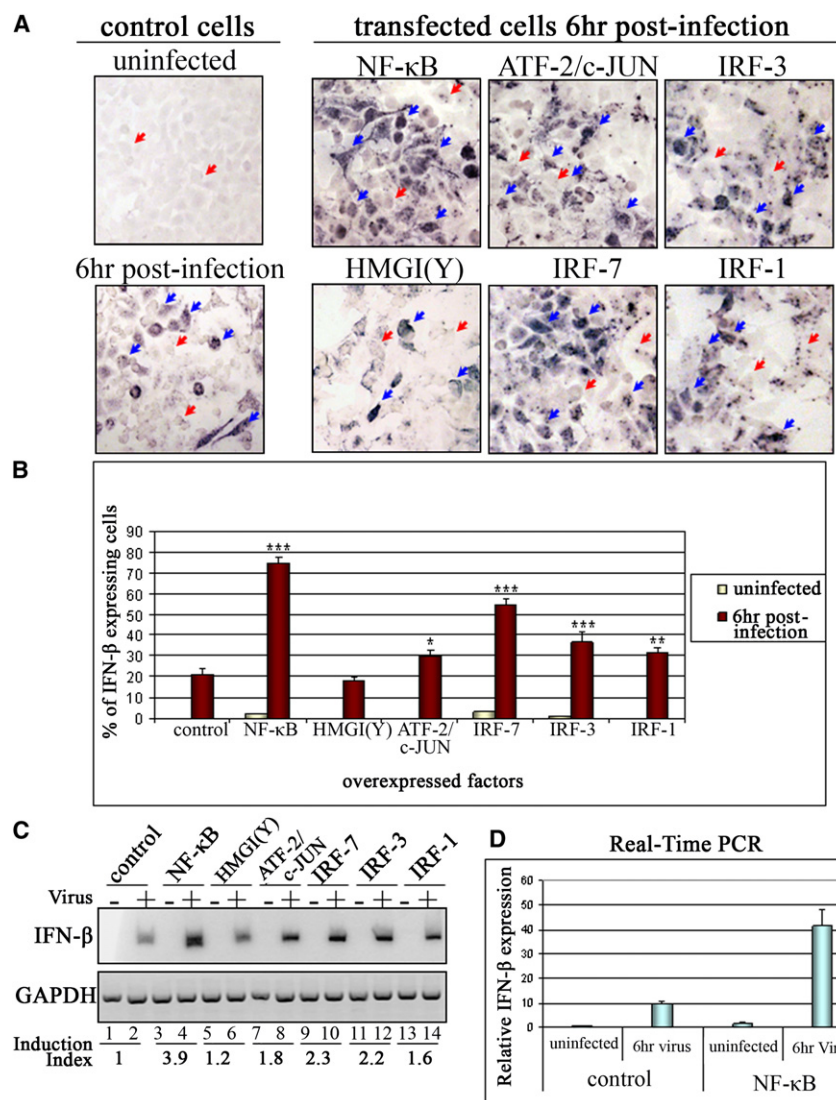 A
control cells
transfected cells 6hr post-infection
uninfected
NF-κB
ATF-2/c-JUN
IRF-3
6hr post-infection
HMGI(Y)
IRF-7
IRF-1
B
% of IFN-β expressing cells
90
80
70
60
50
40
30
20
10
0
***
*
***
***
**
uninfected
6hr post-
infection
control
NF-κB
HMGI(Y)
ATF-2/
c-JUN
IRF-7
IRF-3
IRF-1
overexpressed factors
C
control
NF-κB
HMGI(Y)
ATF-2/
c-JUN
IRF-7
IRF-3
IRF-1
Virus - + - + - + - + - + - + - +
IFN-β
GAPDH
1 2 3 4 5 6 7 8 9 10 11 12 13 14
Induction
Index
1 3.9 1.2 1.8 2.3 2.2 1.6
D
Real-Time PCR
Relative IFN-β expression
60
50
40
30
20
10
0
uninfected
6hr virus
uninfected
6hr Vir
control
NF-κB